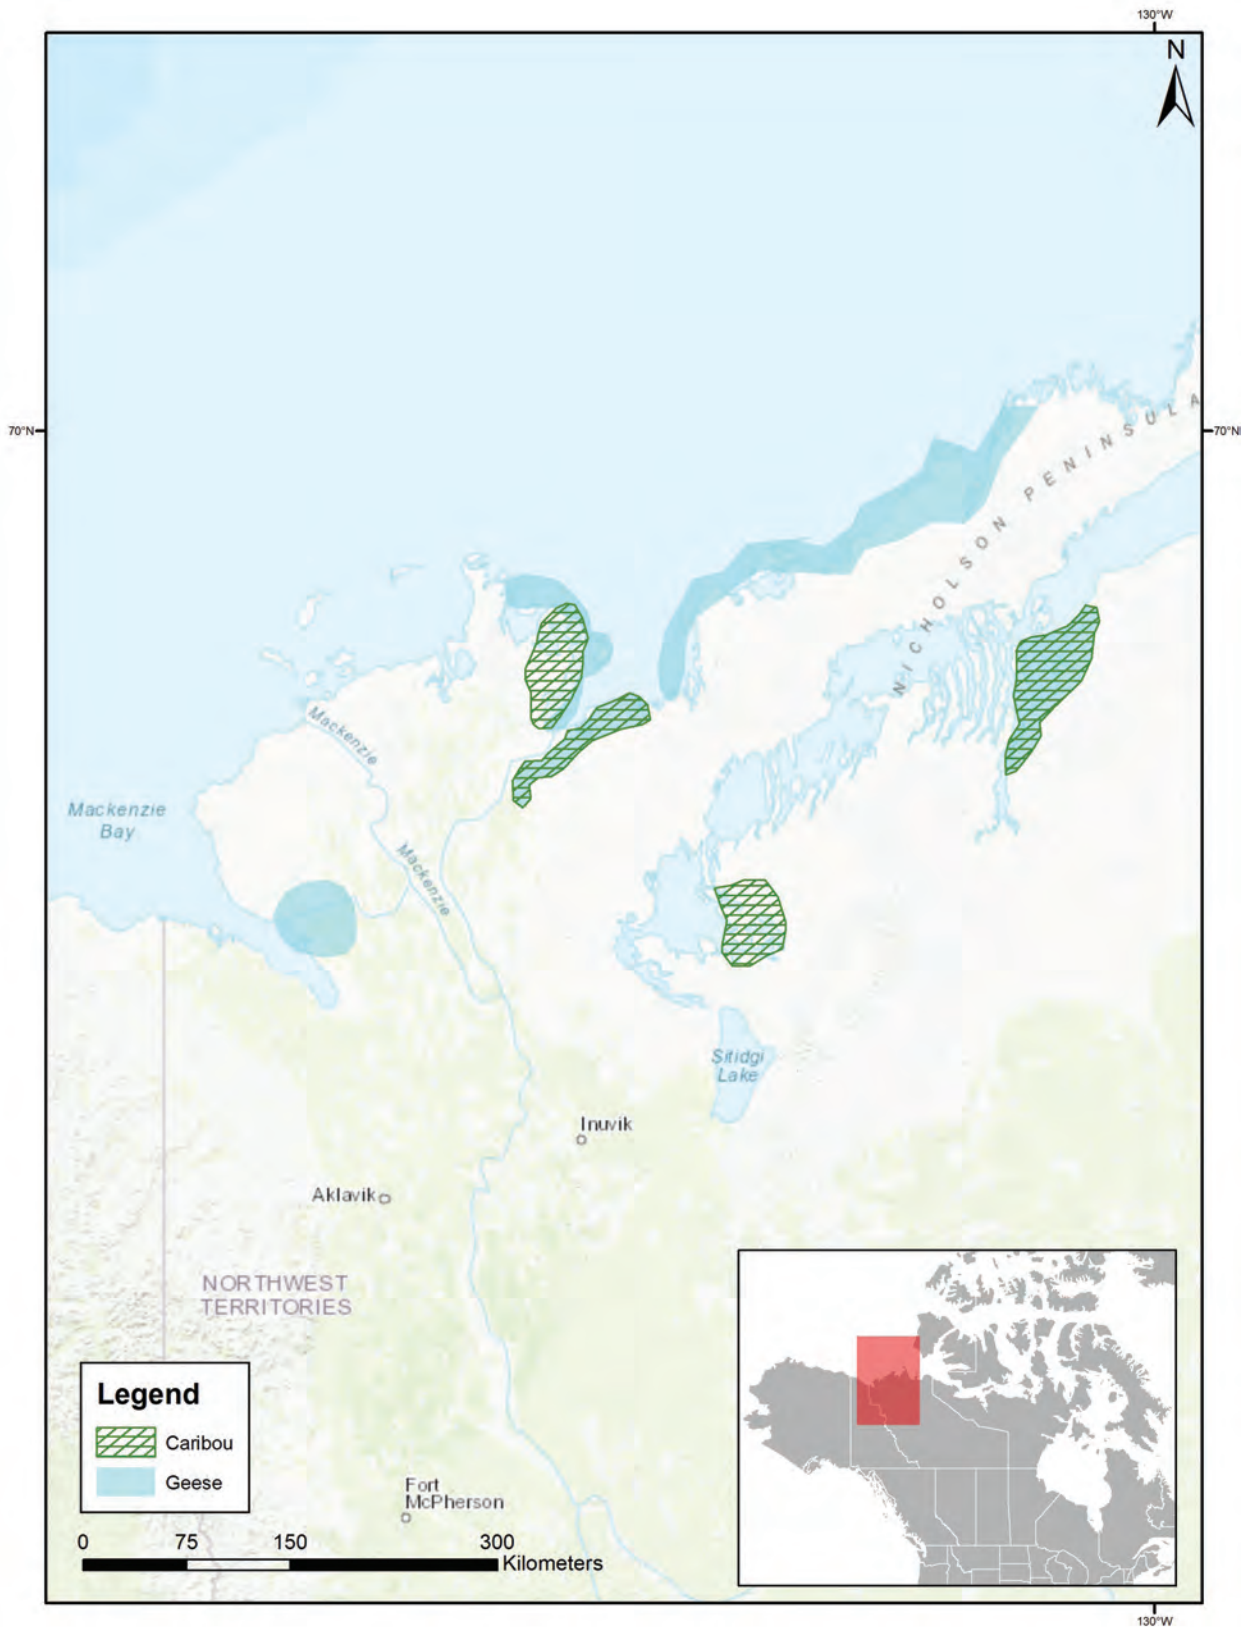 130°W
N
70°N
70°N
NICHOLSON PENINSULA
Mackenzie
Mackenzie
Bay
Mackenzie
Sitidgi
Lake
Inuvik
Aklavik
NORTHWEST
TERRITORIES
Legend
Caribou
Geese
Fort
McPherson
0 75 150 300
Kilometers
130°W